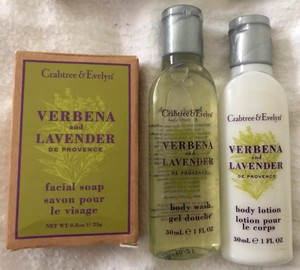 Crabtree & Evelyn®
VERBENA
and
LAVENDER
DE PROVENCE
facial soap
savon pour
le visage
NET WT 0.8oz ℮ 25g
Crabtree & Evelyn®
VERBENA
and
LAVENDER
DE PROVENCE
body wash
gel douche
30mL ℮ 1 FL OZ
Crabtree & Evelyn®
VERBENA
and
LAVENDER
DE PROVENCE
body lotion
lotion pour
le corps
30mL ℮ 1 FL OZ